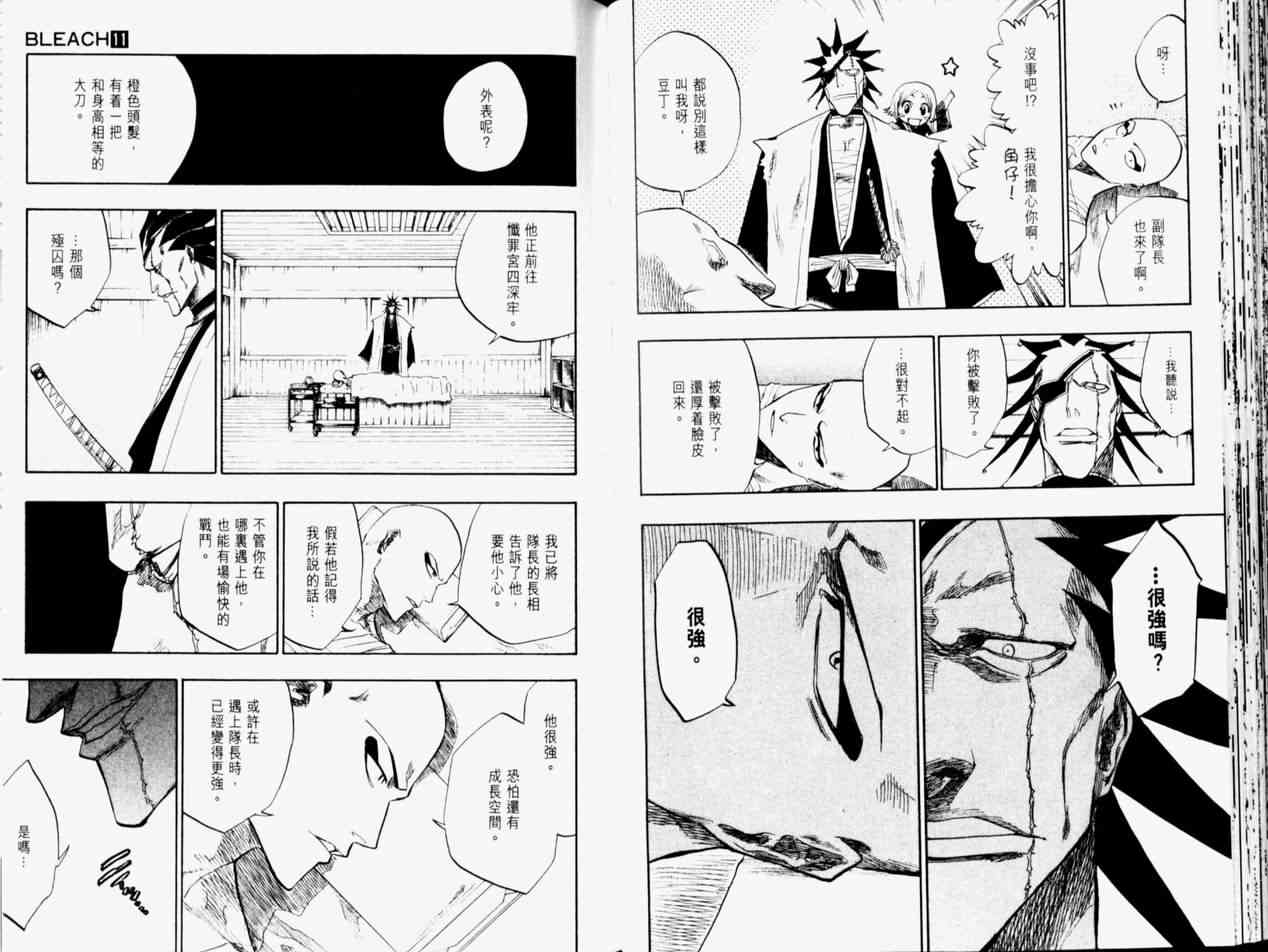 呀…
副隊長
也來了啊。
沒事吧!?
我很擔心你啊。
角仔!
都說別這樣
叫我呀，
豆丁。
…我聽說…
你被擊敗了。
…很對不起。
被擊敗了，
還厚着臉皮
回來。
…很強嗎?
很強。
BLEACH11
外表呢?
橙色頭髮，
有着一把
和身高相等的
大刀。
他正前往
懺罪宮四深牢。
…那個
殛囚嗎?
我已將
隊長的長相
告訴了他，
要他小心。
假若他記得
我所說的話…
不管你在
哪裏遇上他，
也能有場愉快的
戰鬥。
他很強。
恐怕還有
成長空間。
或許在
遇上隊長時，
已經變得更強。
是嗎…